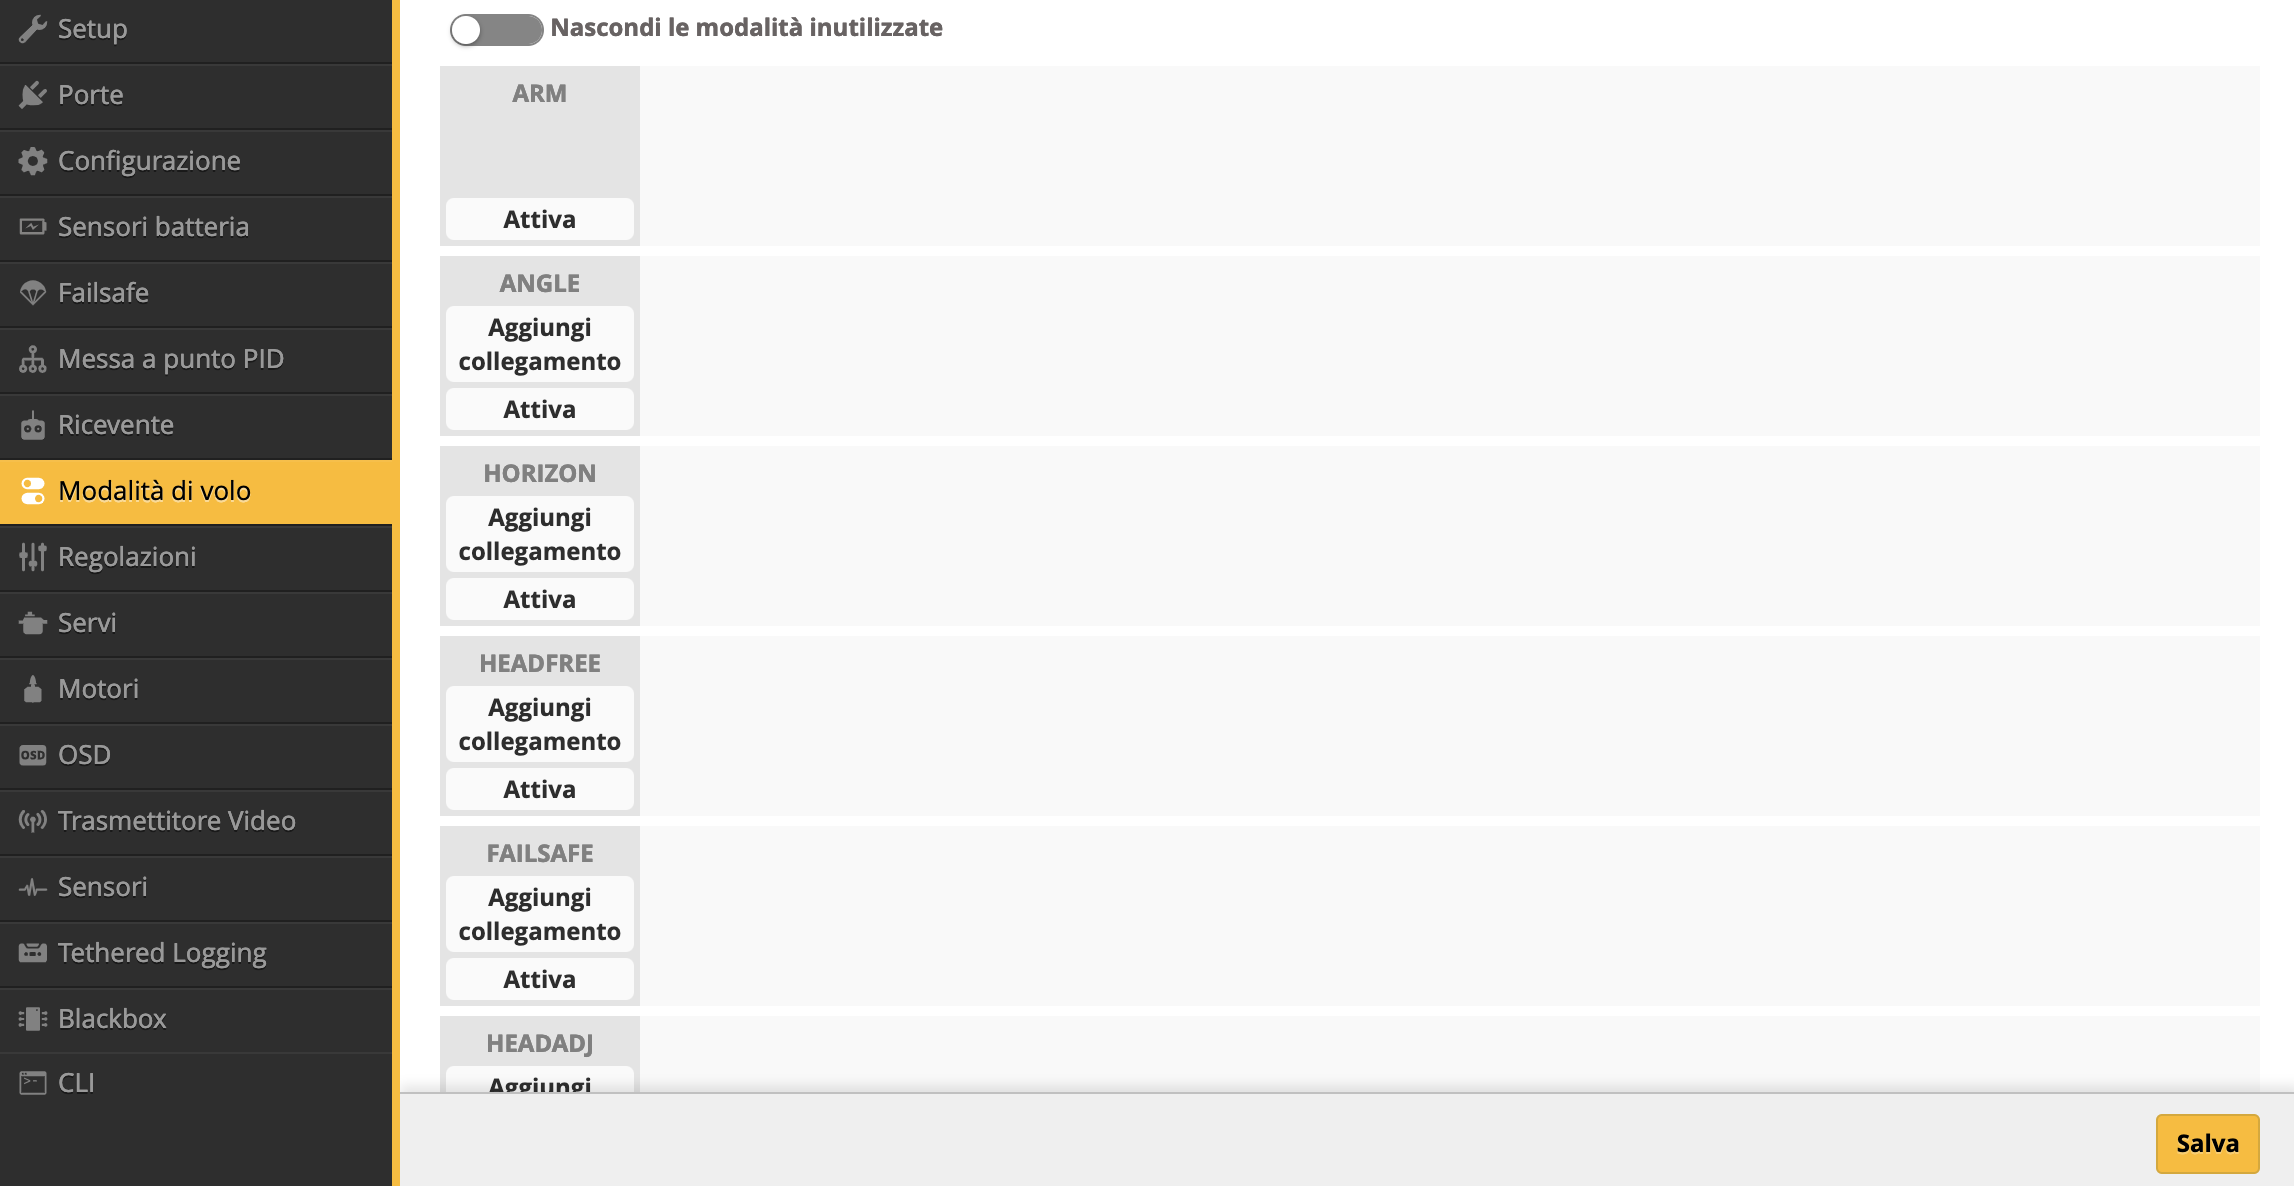 Setup
Porte
Configurazione
Sensori batteria
Failsafe
Messa a punto PID
Ricevente
Modalità di volo
Regolazioni
Servi
Motori
OSD
OSD
Trasmettitore Video
Sensori
Tethered Logging
Blackbox
CLI
Nascondi le modalità inutilizzate
ARM
Attiva
ANGLE
Aggiungi
collegamento
Attiva
HORIZON
Aggiungi
collegamento
Attiva
HEADFREE
Aggiungi
collegamento
Attiva
FAILSAFE
Aggiungi
collegamento
Attiva
HEADADJ
Aggiungi
Salva